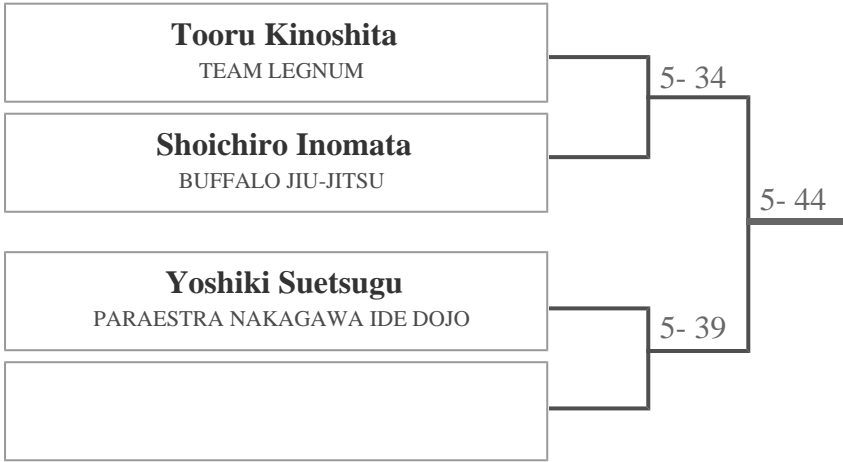 Tooru Kinoshita
TEAM LEGNUM
5- 34
Shoichiro Inomata
BUFFALO JIU-JITSU
5- 44
Yoshiki Suetsugu
PARAESTRA NAKAGAWA IDE DOJO
5- 39